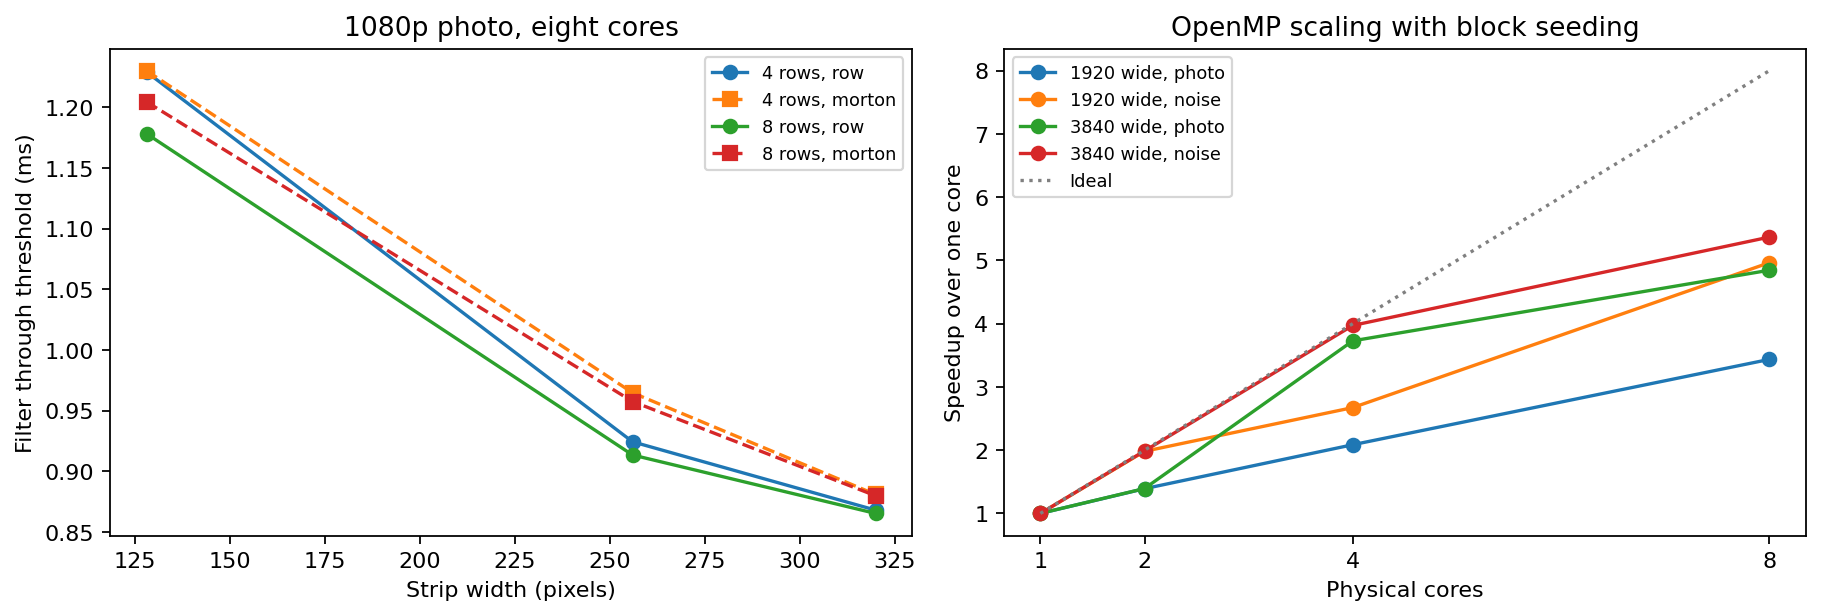 1080p photo, eight cores
Filter through threshold (ms)
1.20
1.15
1.10
1.05
1.00
0.95
0.90
0.85
4 rows, row
4 rows, morton
8 rows, row
8 rows, morton
125 150 175 200 225 250 275 300 325
Strip width (pixels)
OpenMP scaling with block seeding
Speedup over one core
8
7
6
5
4
3
2
1
1920 wide, photo
1920 wide, noise
3840 wide, photo
3840 wide, noise
Ideal
1 2 4 8
Physical cores